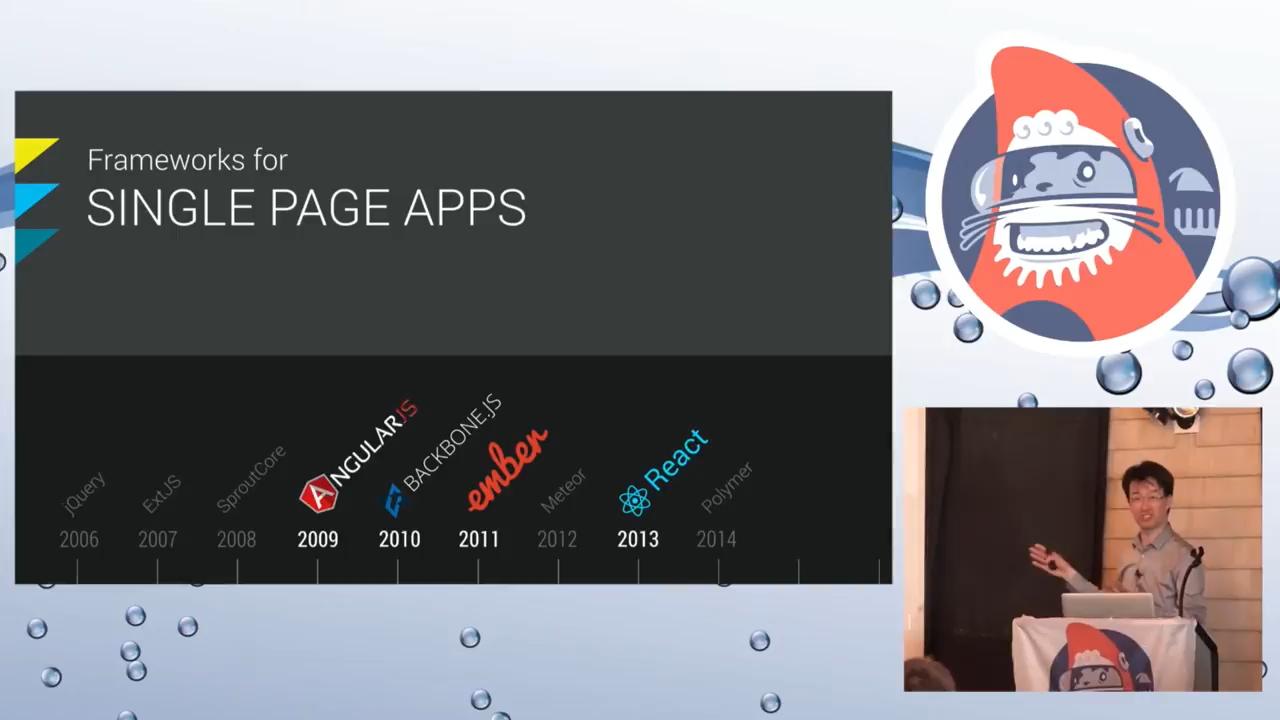 Frameworks for
SINGLE PAGE APPS
jQuery
ExtJS
SproutCore
ANGULARJS
BACKBONE.JS
ember
Meteor
React
Polymer
2006 2007 2008 2009 2010 2011 2012 2013 2014